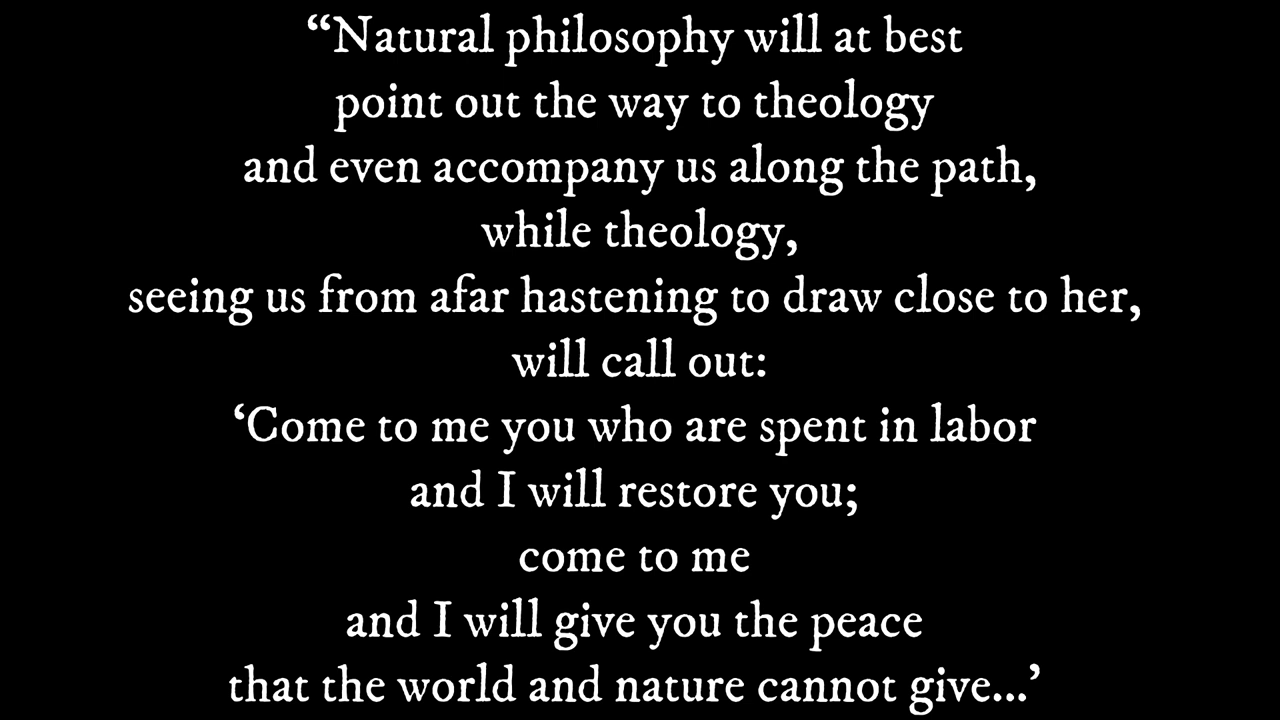 “Natural philosophy will at best
point out the way to theology
and even accompany us along the path,
while theology,
seeing us from afar hastening to draw close to her,
will call out:
‘Come to me you who are spent in labor
and I will restore you;
come to me
and I will give you the peace
that the world and nature cannot give...’